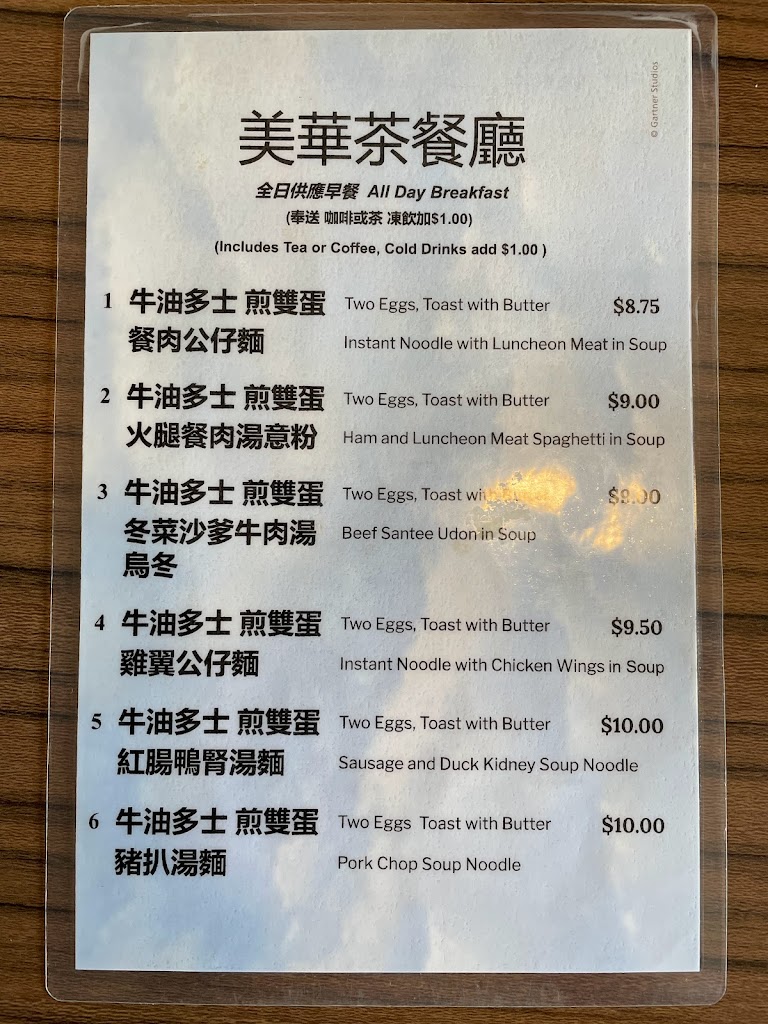 © Gartner Studios
美華茶餐廳
全日供應早餐 All Day Breakfast
(奉送 咖啡或茶 凍飲加$1.00)
(Includes Tea or Coffee, Cold Drinks add $1.00 )
1 牛油多士 煎雙蛋 Two Eggs, Toast with Butter $8.75
餐肉公仔麵 Instant Noodle with Luncheon Meat in Soup
2 牛油多士 煎雙蛋 Two Eggs, Toast with Butter $9.00
火腿餐肉湯意粉 Ham and Luncheon Meat Spaghetti in Soup
3 牛油多士 煎雙蛋 Two Eggs, Toast with Butter
冬菜沙爹牛肉湯 Beef Santee Udon in Soup
烏冬
4 牛油多士 煎雙蛋 Two Eggs, Toast with Butter $9.50
雞翼公仔麵 Instant Noodle with Chicken Wings in Soup
5 牛油多士 煎雙蛋 Two Eggs, Toast with Butter $10.00
紅腸鴨腎湯麵 Sausage and Duck Kidney Soup Noodle
6 牛油多士 煎雙蛋 Two Eggs Toast with Butter $10.00
豬扒湯麵 Pork Chop Soup Noodle